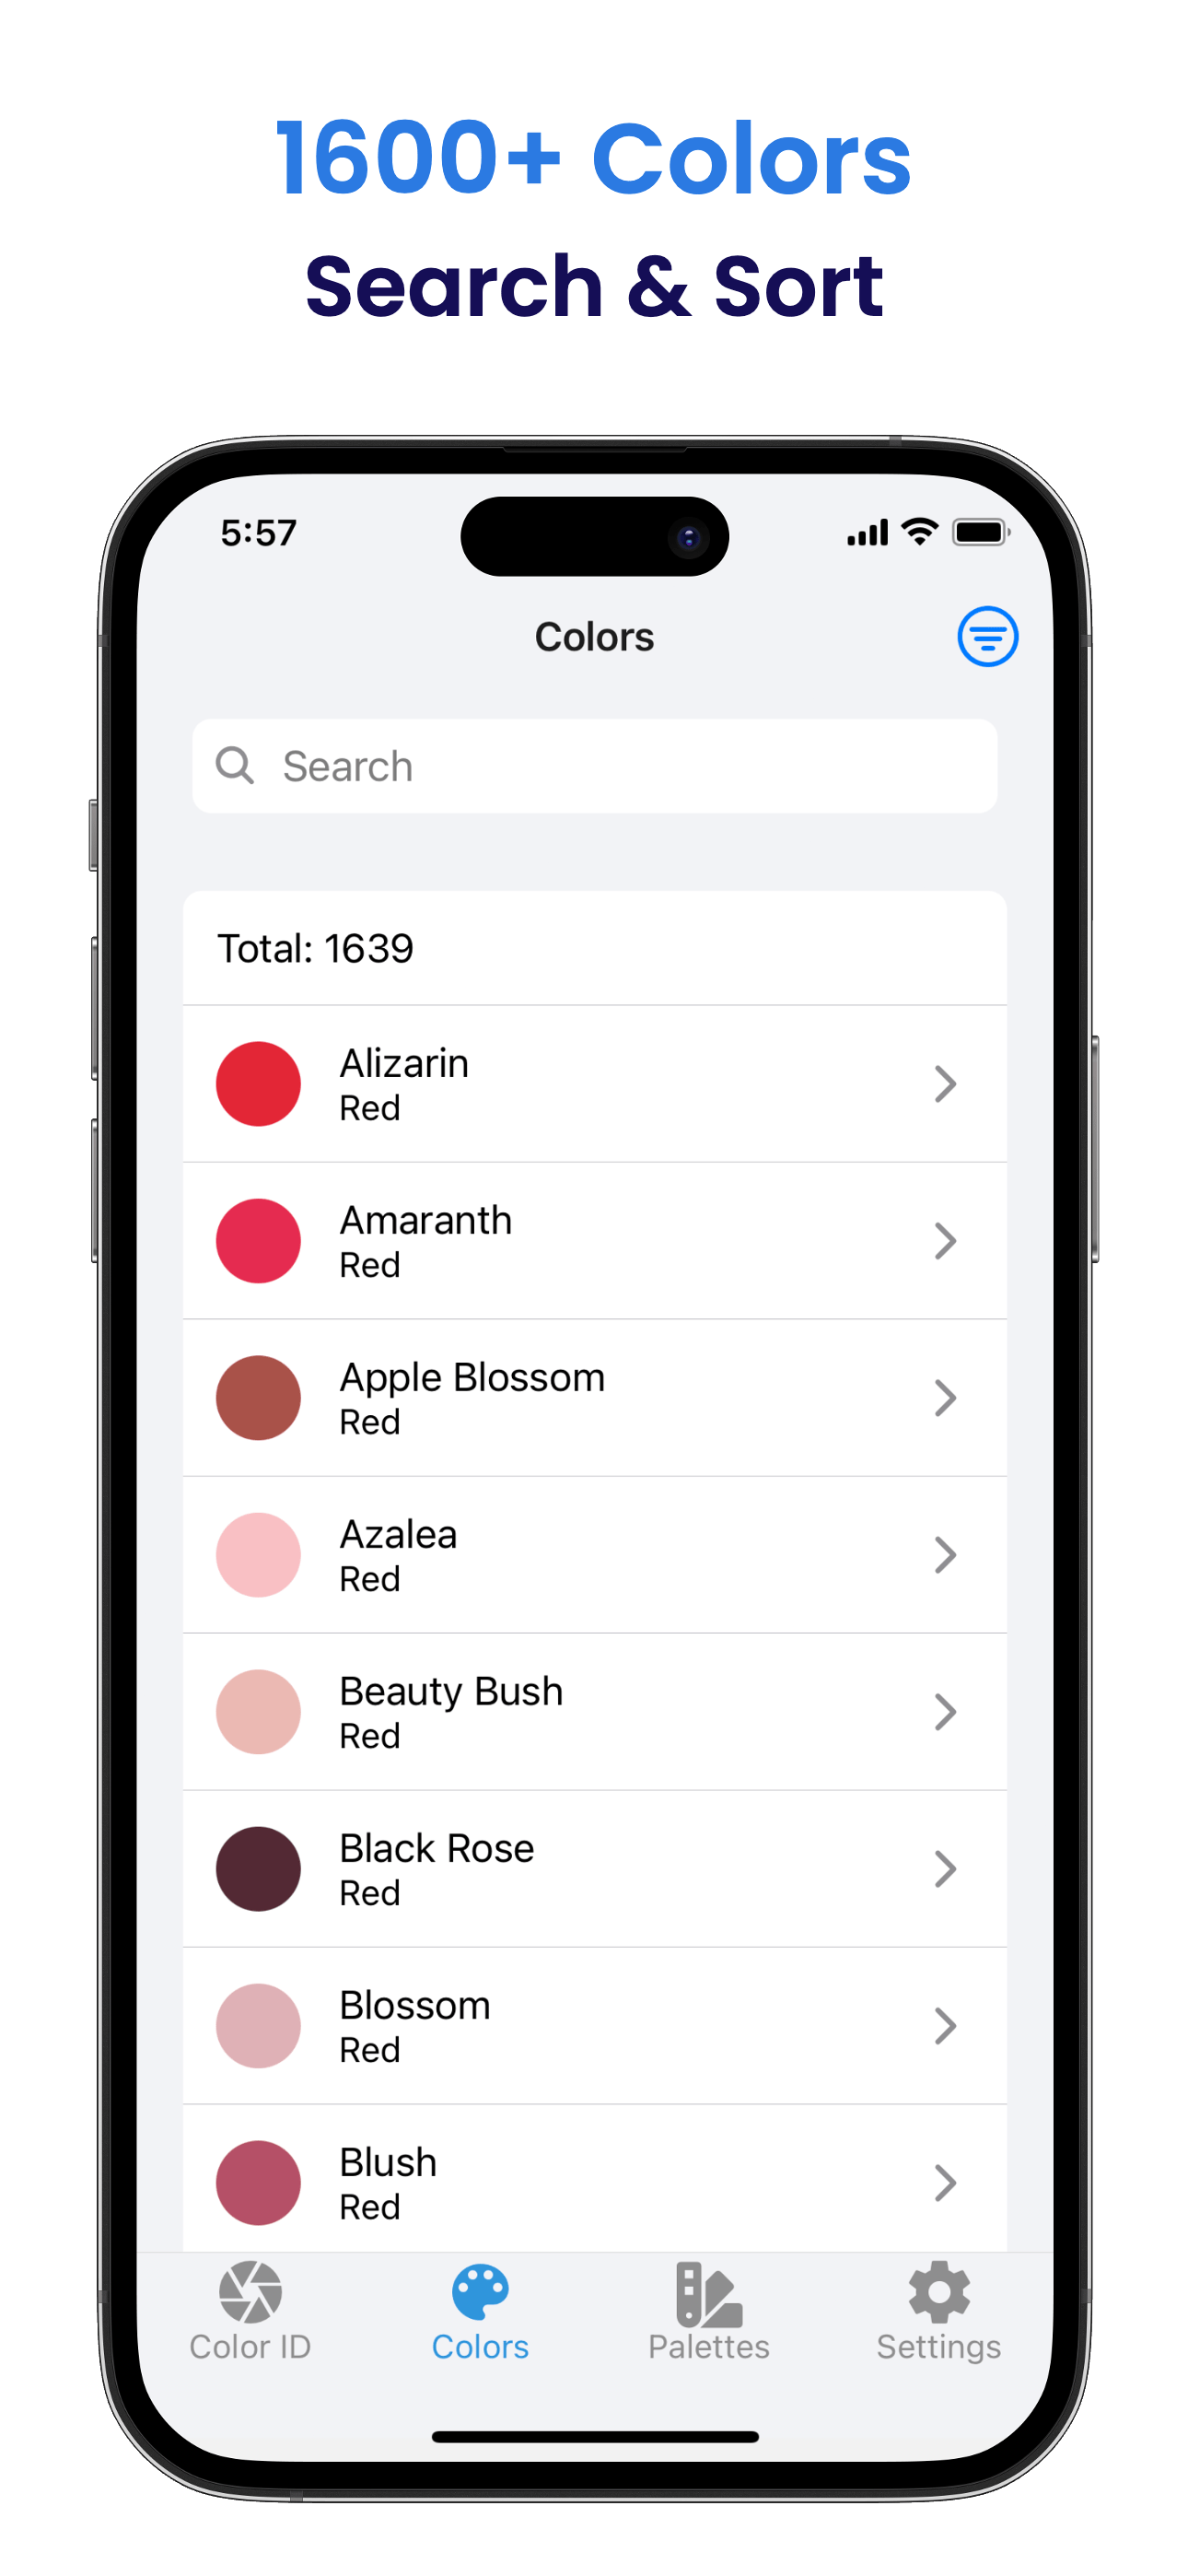 1600+ Colors
Search & Sort
5:57
Colors
Search
Total: 1639
Alizarin
Red
Amaranth
Red
Apple Blossom
Red
Azalea
Red
Beauty Bush
Red
Black Rose
Red
Blossom
Red
Blush
Red
Color ID
Colors
Palettes
Settings